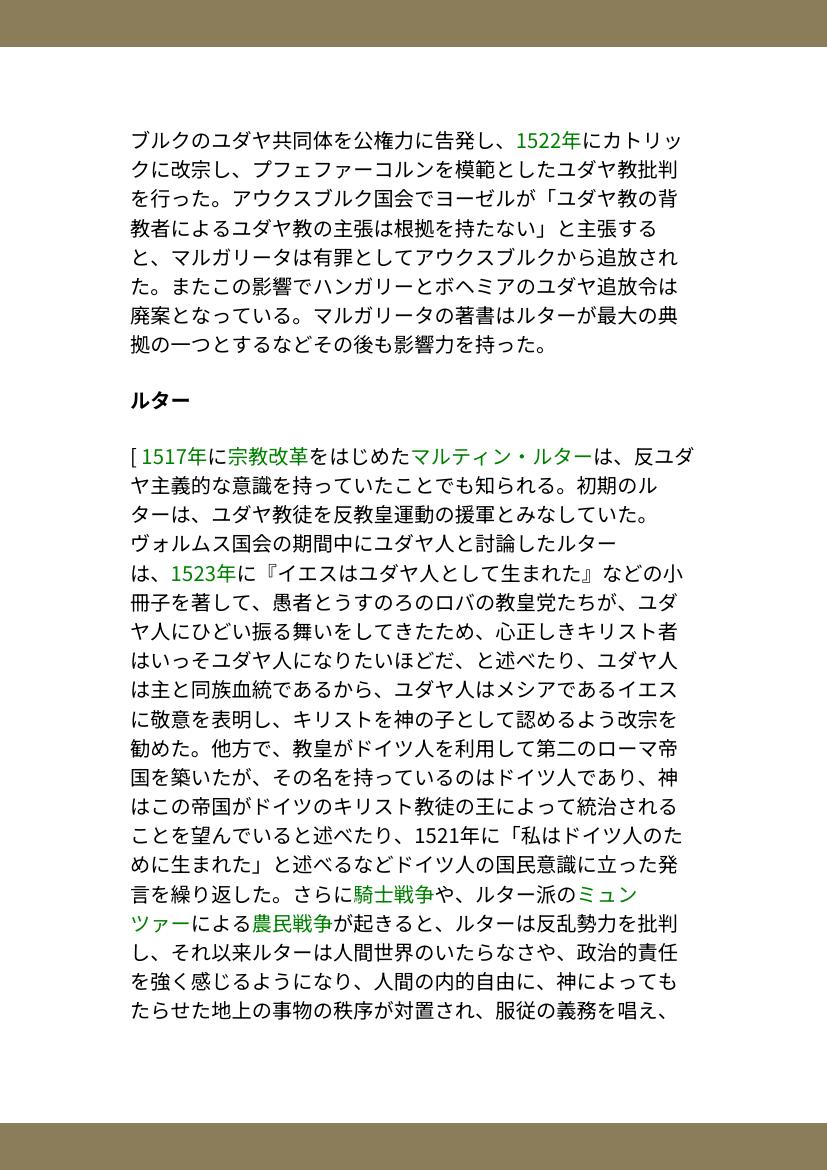 ブルクのユダヤ共同体を公権力に告発し、1522年にカトリッ
クに改宗し、プフェファーコルンを模範としたユダヤ教批判
を行った。アウクスブルク国会でヨーゼルが「ユダヤ教の背
教者によるユダヤ教の主張は根拠を持たない」と主張する
と、マルガリータは有罪としてアウクスブルクから追放され
た。またこの影響でハンガリーとボヘミアのユダヤ追放令は
廃案となっている。マルガリータの著書はルターが最大の典
拠の一つとするなどその後も影響力を持った。
ルター
[ 1517年に宗教改革をはじめたマルティン・ルターは、反ユダ
ヤ主義的な意識を持っていたことでも知られる。初期のル
ターは、ユダヤ教徒を反教皇運動の援軍とみなしていた。
ヴォルムス国会の期間中にユダヤ人と討論したルター
は、1523年に『イエスはユダヤ人として生まれた』などの小
冊子を著して、愚者とうすのろのロバの教皇党たちが、ユダ
ヤ人にひどい振る舞いをしてきたため、心正しきキリスト者
はいっそユダヤ人になりたいほどだ、と述べたり、ユダヤ人
は主と同族血統であるから、ユダヤ人はメシアであるイエス
に敬意を表明し、キリストを神の子として認めるよう改宗を
勧めた。他方で、教皇がドイツ人を利用して第二のローマ帝
国を築いたが、その名を持っているのはドイツ人であり、神
はこの帝国がドイツのキリスト教徒の王によって統治される
ことを望んでいると述べたり、1521年に「私はドイツ人のた
めに生まれた」と述べるなどドイツ人の国民意識に立った発
言を繰り返した。さらに騎士戦争や、ルター派のミュン
ツァーによる農民戦争が起きると、ルターは反乱勢力を批判
し、それ以来ルターは人間世界のいたらなさや、政治的責任
を強く感じるようになり、人間の内的自由に、神によっても
たらせた地上の事物の秩序が対置され、服従の義務を唱え、